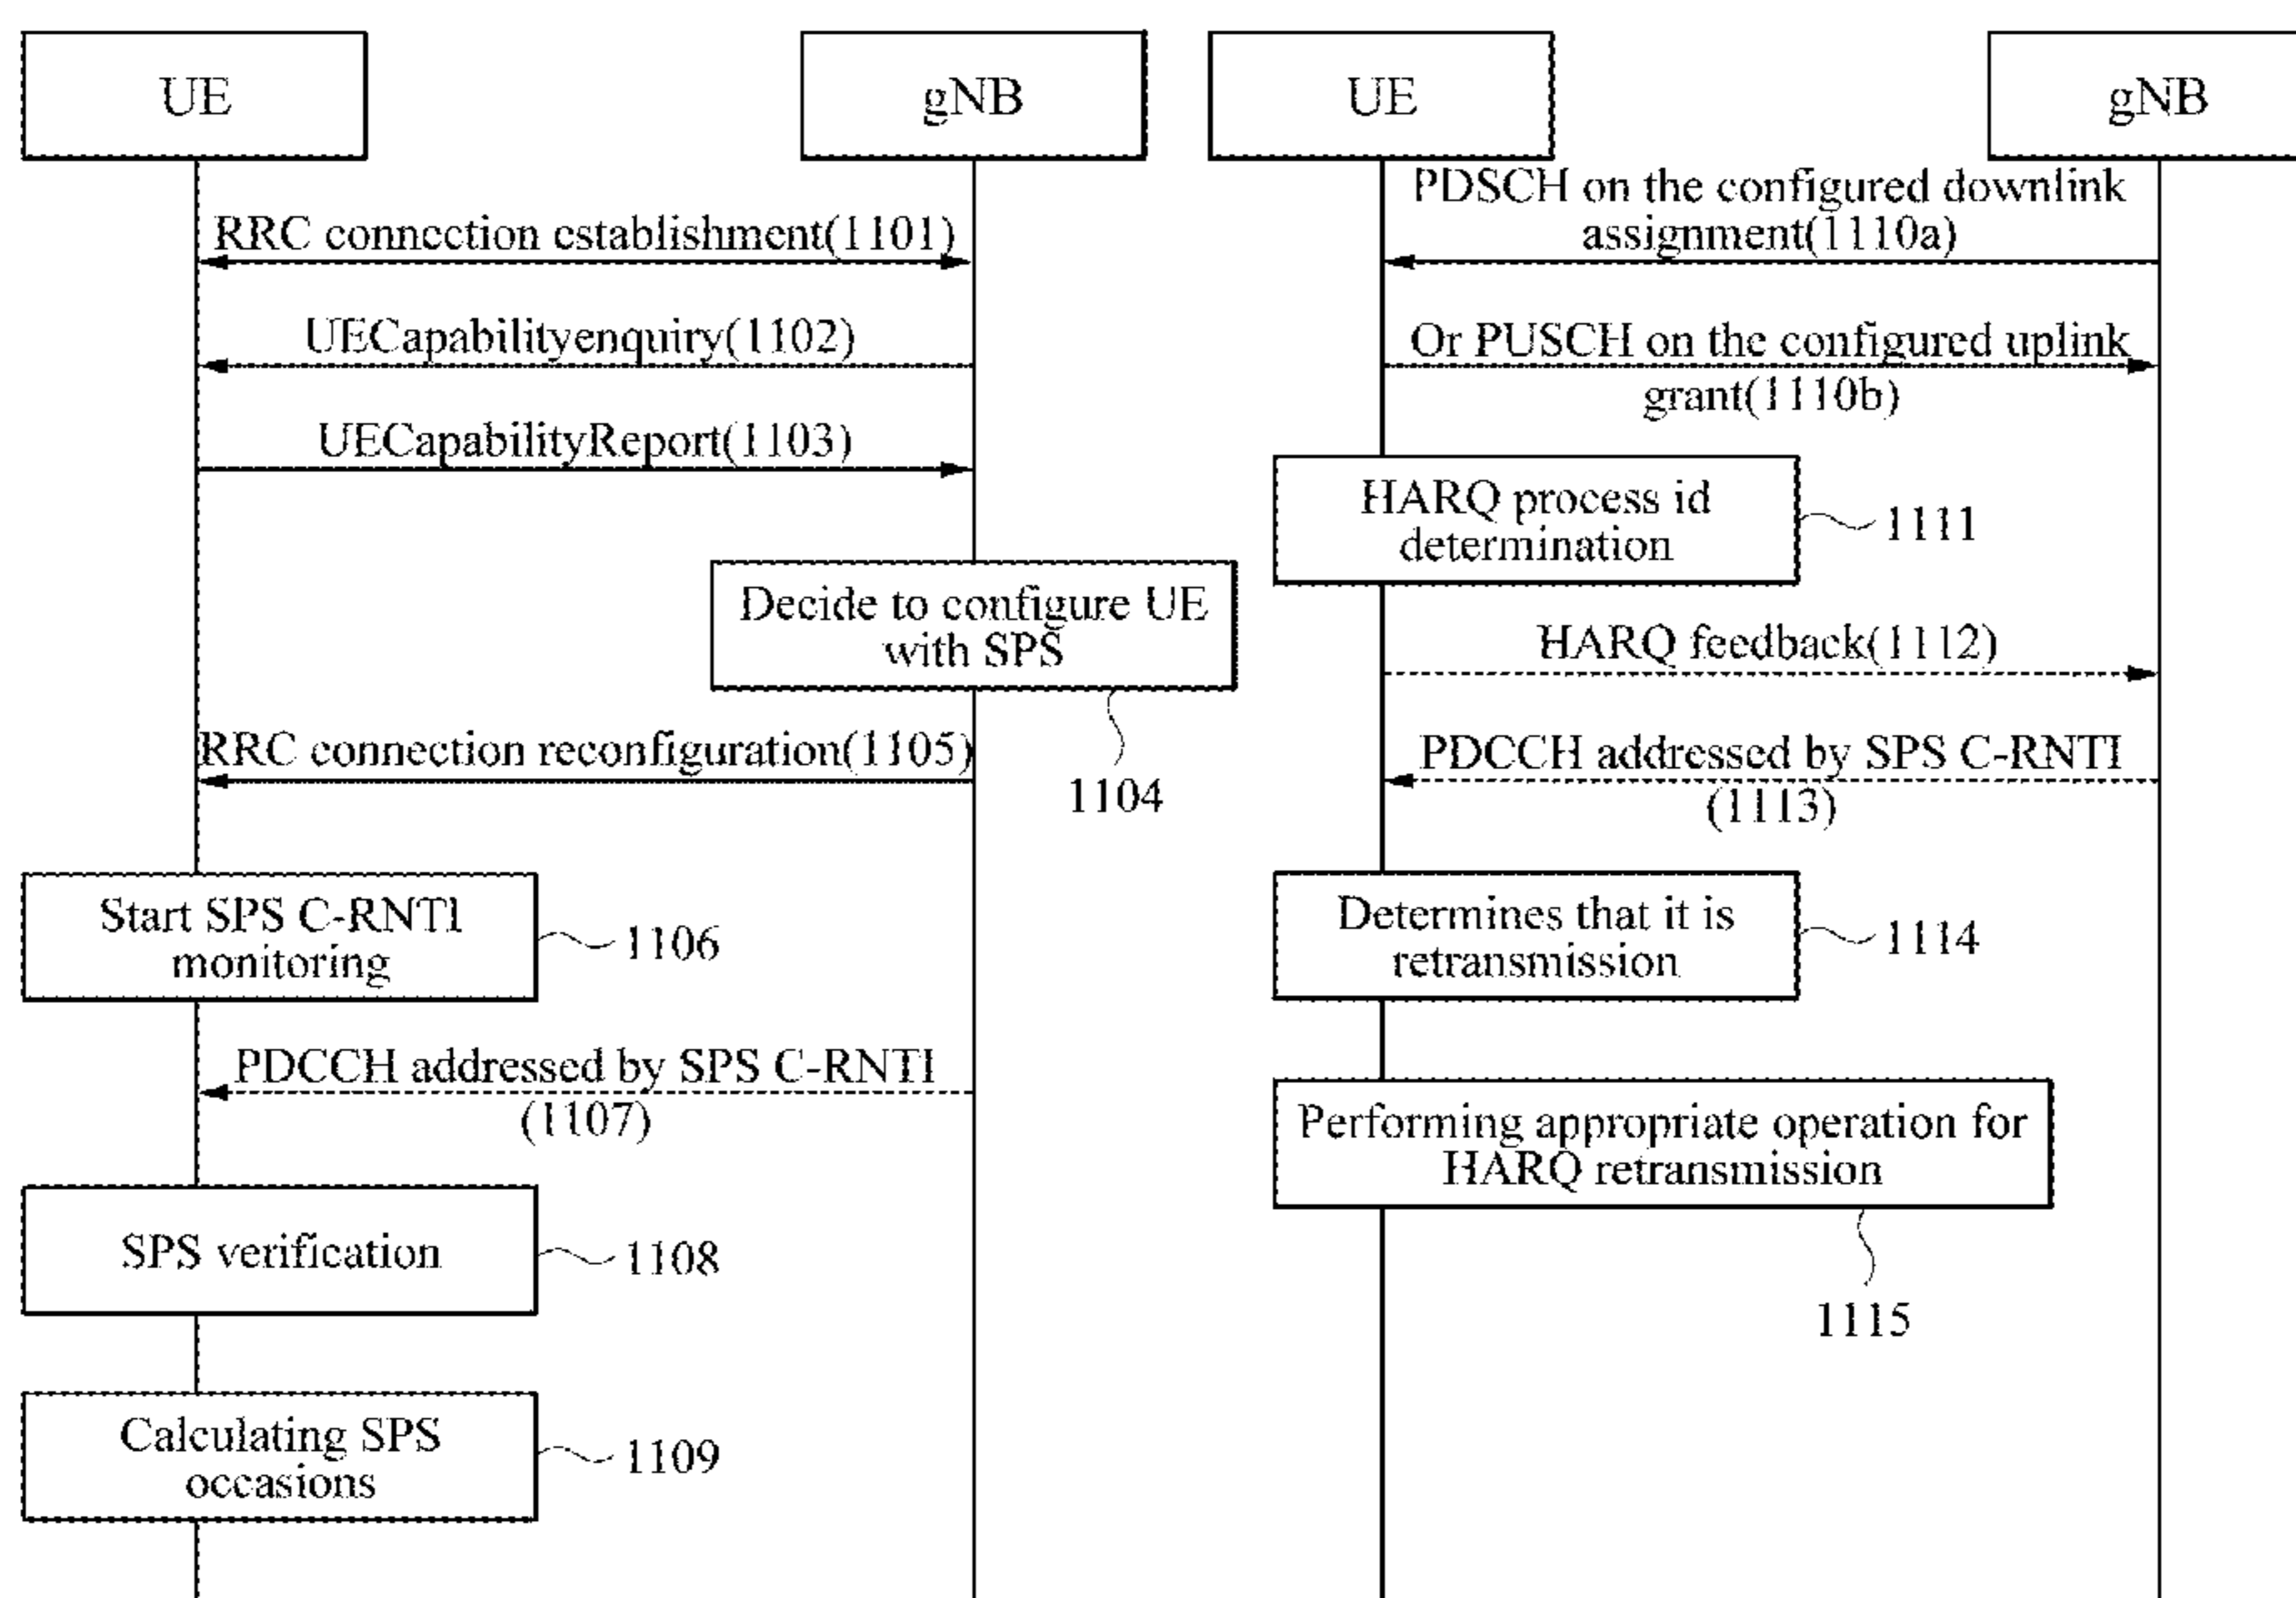 UE
gNB
RRC connection establishment(1101)
UECapabilityenquiry(1102)
UECapabilityReport(1103)
Decide to configure UE
with SPS
1104
RRC connection reconfiguration(1105)
Start SPS C-RNTI
monitoring
1106
PDCCH addressed by SPS C-RNTI
(1107)
SPS verification
1108
Calculating SPS
occasions
1109
UE
gNB
PDSCH on the configured downlink
assignment(1110a)
Or PUSCH on the configured uplink
grant(1110b)
HARQ process id
determination
1111
HARQ feedback(1112)
PDCCH addressed by SPS C-RNTI
(1113)
Determines that it is
retransmission
1114
Performing appropriate operation for
HARQ retransmission
1115